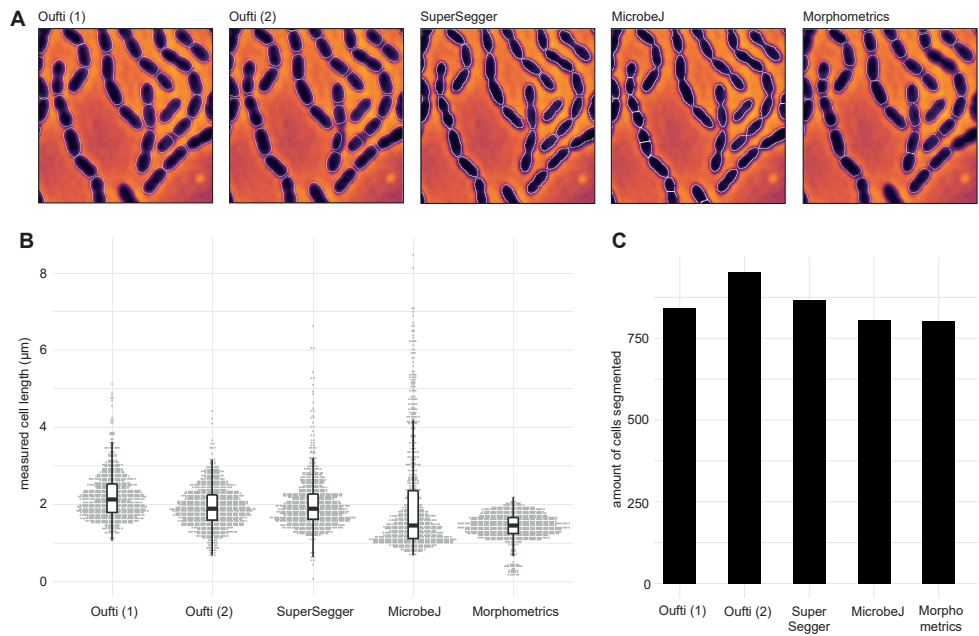 A
Oufti (1)
Oufti (2)
SuperSegger
MicrobeJ
Morphometrics
B
measured cell length (μm)
8
6
4
2
0
Oufti (1)
Oufti (2)
SuperSegger
MicrobeJ
Morphometrics
C
amount of cells segmented
750
500
250
0
Oufti (1)
Oufti (2)
Super
Segger
MicrobeJ
Morpho
metrics